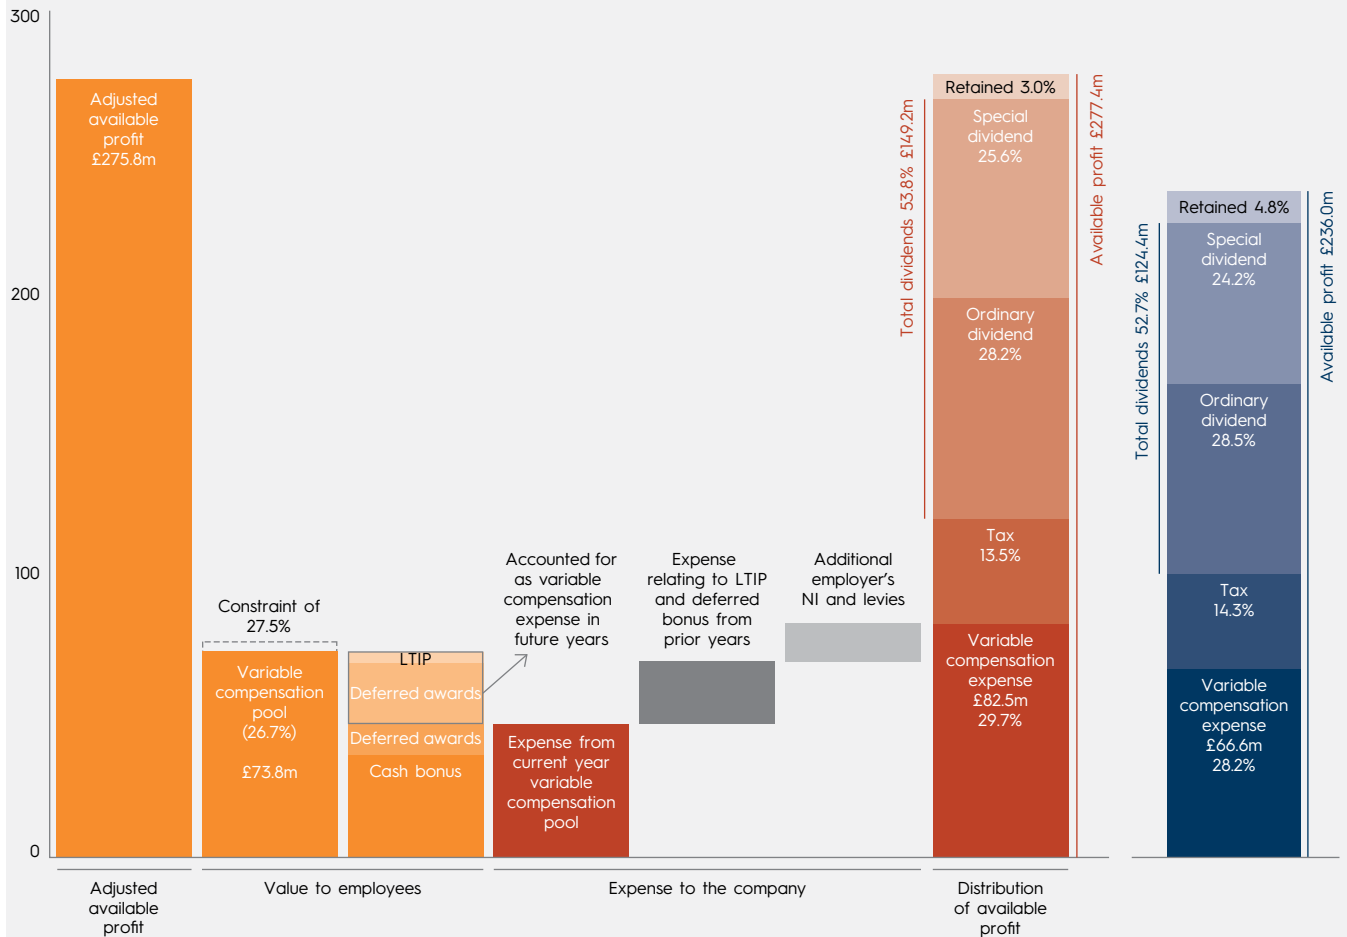 300
200
100
0
Adjusted
available
profit
£275.8m
Constraint of
27.5%
Variable
compensation
pool
(26.7%)
£73.8m
LTIP
Deferred awards
Deferred awards
Cash bonus
Accounted for
as variable
compensation
expense in
future years
Expense from
current year
variable
compensation
pool
Expense
relating to LTIP
and deferred
bonus from
prior years
Additional
employer's
NI and levies
Total dividends 53.8% £149.2m
Retained 3.0%
Special
dividend
25.6%
Ordinary
dividend
28.2%
Tax
13.5%
Variable
compensation
expense
£82.5m
29.7%
Available profit £277.4m
Total dividends 52.7% £124.4m
Retained 4.8%
Special
dividend
24.2%
Ordinary
dividend
28.5%
Tax
14.3%
Variable
compensation
expense
£66.6m
28.2%
Available profit £236.0m
Adjusted
available
profit
Value to employees
Expense to the company
Distribution
of available
profit